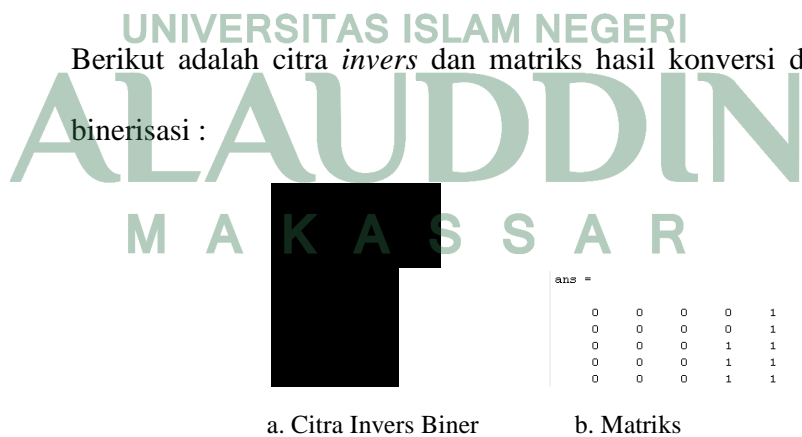 UNIVERSITAS ISLAM NEGERI
Berikut adalah citra invers dan matriks hasil konversi
ALAUDDIN
binerisasi :
MAKASSAR
ans =
0 0 0 0 1
0 0 0 0 1
0 0 0 1 1
0 0 0 1 1
0 0 0 1 1
a. Citra Invers Biner b. Matriks